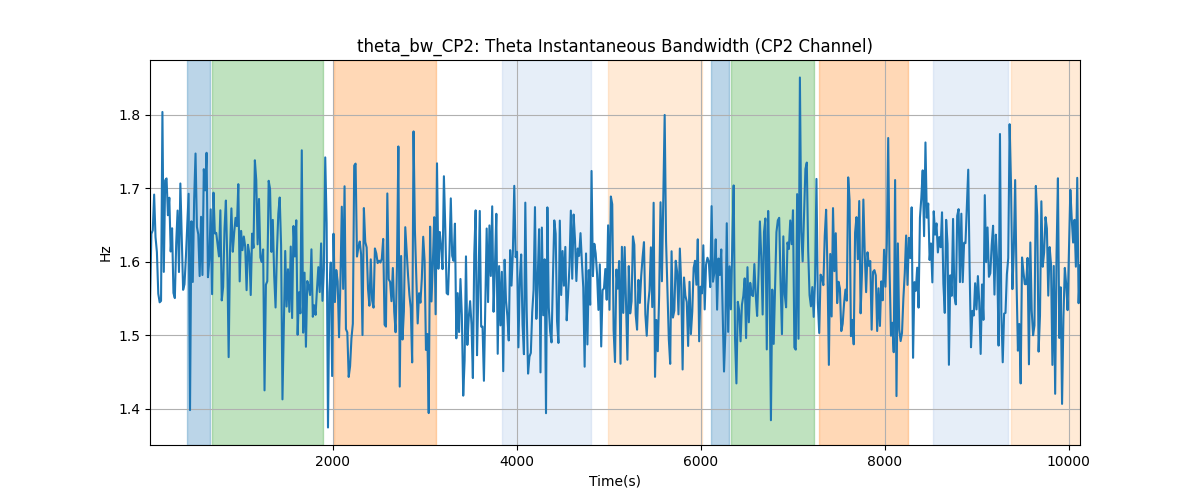 theta_bw_CP2: Theta Instantaneous Bandwidth (CP2 Channel)
1.8
1.7
1.6
1.5
1.4
Hz
2000 4000 6000 8000 10000
Time(s)